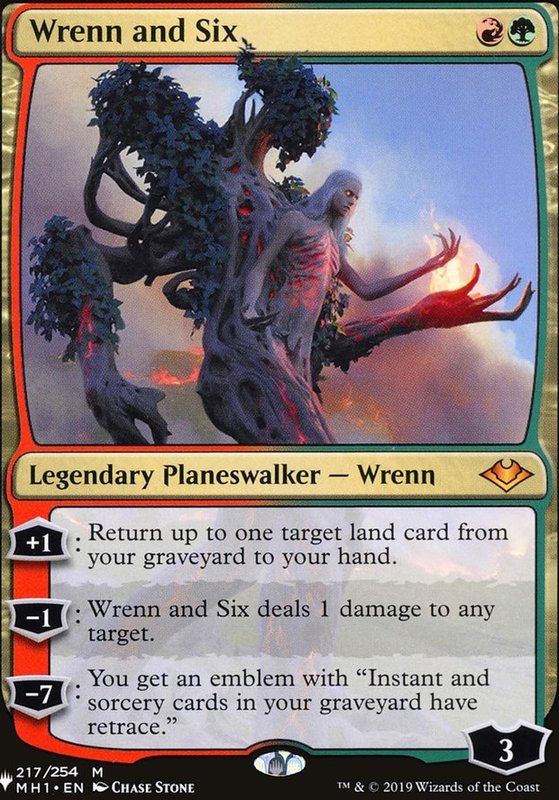 Wrenn and Six
Legendary Planeswalker — Wrenn
+1 : Return up to one target land card from
your graveyard to your hand.
−1 : Wrenn and Six deals 1 damage to any
target.
−7 : You get an emblem with “Instant and
sorcery cards in your graveyard have
retrace.”
3
217/254 M
MH1 • EN Chase Stone
™ & © 2019 Wizards of the Coast